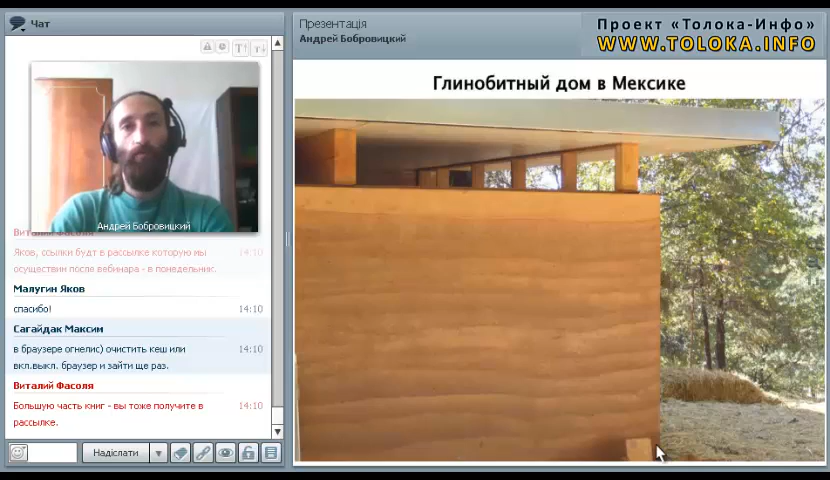 Чат
Андрей Бобровицкий
Виталий Фасоля
Яков, ссылки будт в рассылке которую мы
14:10
осуществим после вебинара - в понедельник.
Малугин Яков
спасибо!
14:10
Сагайдак Максим
в браузере огнелис) очистить кеш или
14:10
вкл.выкл. браузер и зайти ще раз.
Виталий Фасоля
Большую часть книг - вы тоже получите в
14:10
рассылке.
Надіслати
Презентація
Андрей Бобровицкий
Проект «Толока-Инфо»
WWW.TOLOKA.INFO
Глинобитный дом в Мексике